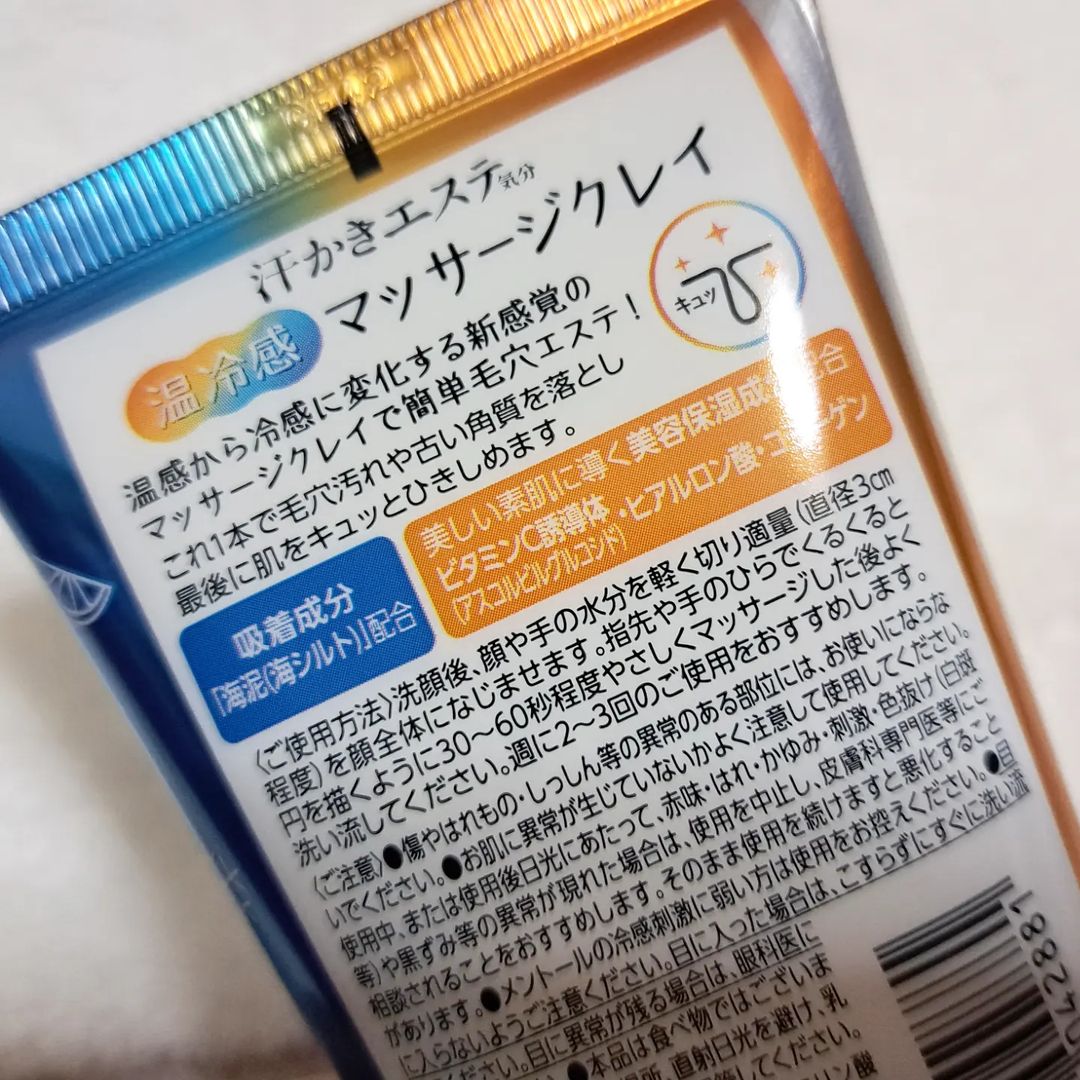 汗かきエステ気分
温冷感 マッサージクレイ
キュッ
温感から冷感に変化する新感覚の
マッサージクレイで簡単毛穴エステ!
これ1本で毛穴汚れや古い角質を落とし
最後に肌をキュッとひきしめます。
吸着成分
「海泥(海シルト)」配合
美しい素肌に導く美容保湿成 配合
ビタミンC誘導体・ヒアルロン酸・コ ーゲン
(アスコルビルグルコシド)
〈ご使用方法〉洗顔後、顔や手の水分を軽く切り適量(直径3cm
程度)を顔全体になじませます。指先や手のひらでくるくると
円を描くように30〜60秒程度やさしくマッサージした後よく
洗い流してください。週に2〜3回のご使用をおすすめします。
〈ご注意〉●傷やはれもの・しっしん等の異常のある部位には、お使いにならな
いでください。●お肌に異常が生じていないかよく注意して使用してください。
使用中、または使用後日光にあたって、赤味・はれ・かゆみ・刺激・色抜け(白斑
等)や黒ずみ等の異常が現れた場合は、使用を中止し、皮膚科専門医等にご
相談されることをおすすめします。そのまま使用を続けますと悪化すること
があります。●メントールの冷感刺激に弱い方は使用をお控えください。●目
に入らないようご注意ください。目に入った場合は、こすらずにすぐに洗い流
してください。目に異常が残る場合は、眼科医に
●本品は食べ物ではございま
場所、直射日光を避け、乳
してください。
リン酸
42881